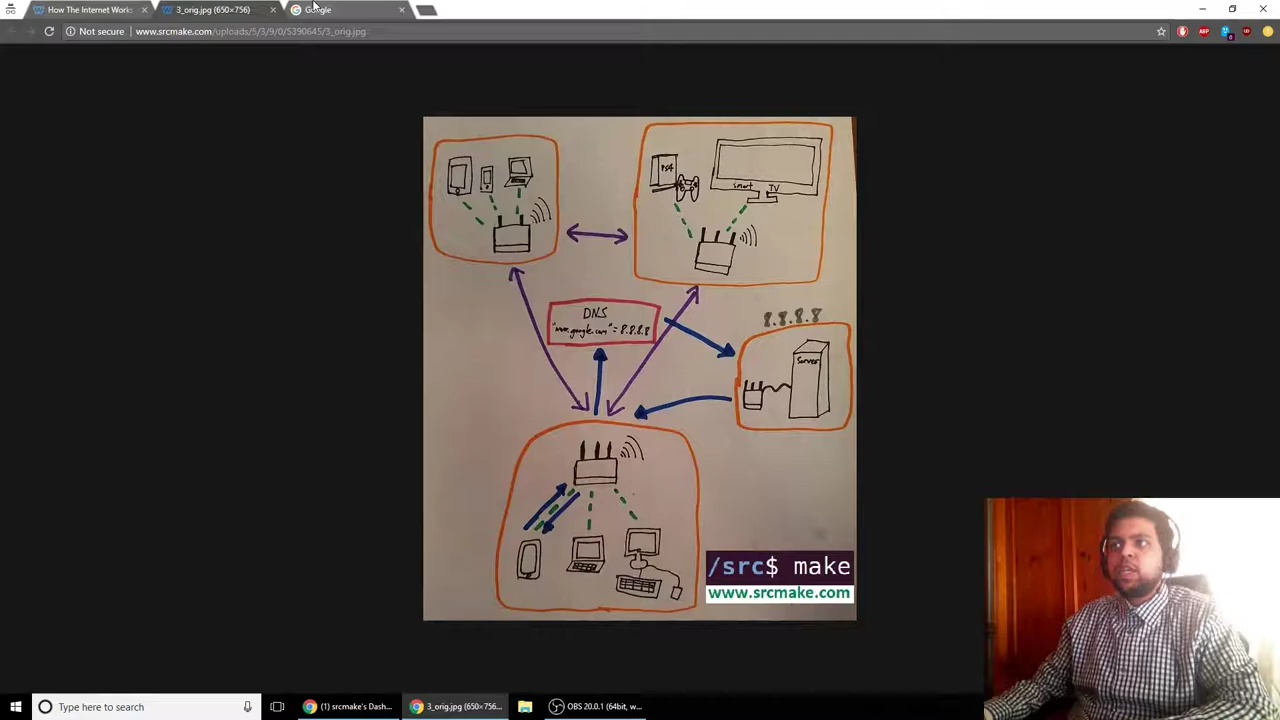 How The Internet Works
3_orig.jpg (650×756)
Google
Not secure
www.srcmake.com/uploads/5/3/9/0/5390645/3_orig.jpg
ABP
PS4
Smart TV
DNS
"www.google.com" = 8.8.8.8
8.8.8.8
Server
/src$ make
www.srcmake.com
Type here to search
(1) srcmake's Dash...
3_orig.jpg (650×756...
OBS 20.0.1 (64bit, w...